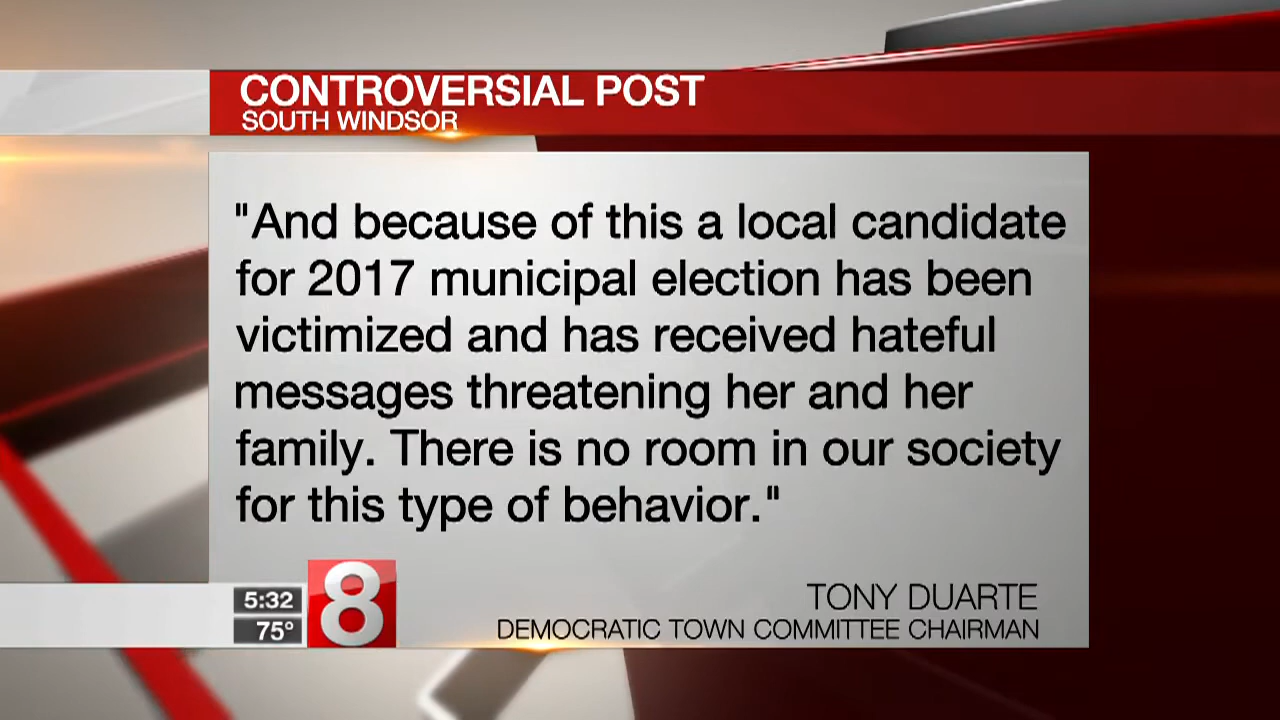 CONTROVERSIAL POST
SOUTH WINDSOR
"And because of this a local candidate
for 2017 municipal election has been
victimized and has received hateful
messages threatening her and her
family. There is no room in our society
for this type of behavior."
TONY DUARTE
DEMOCRATIC TOWN COMMITTEE CHAIRMAN
5:32
75°
8